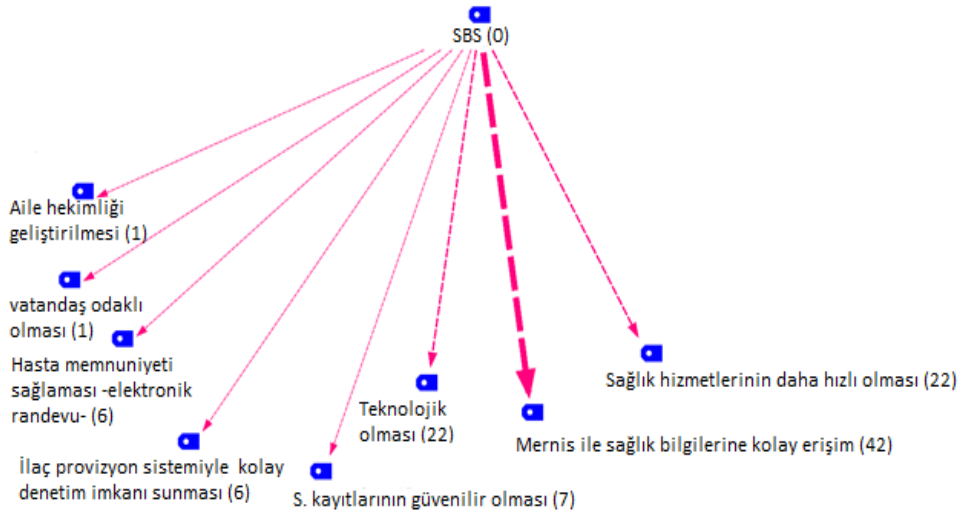 SBS (0)
Aile hekimliği
geliştirilmesi (1)
vatandaş odaklı
olması (1)
Hasta memnuniyeti
sağlaması -elektronik
randevu- (6)
İlaç provizyon sistemiyle kolay
denetim imkanı sunması (6)
S. kayıtlarının güvenilir olması (7)
Teknolojik
olması (22)
Mernis ile sağlık bilgilerine kolay erişim (42)
Sağlık hizmetlerinin daha hızlı olması (22)